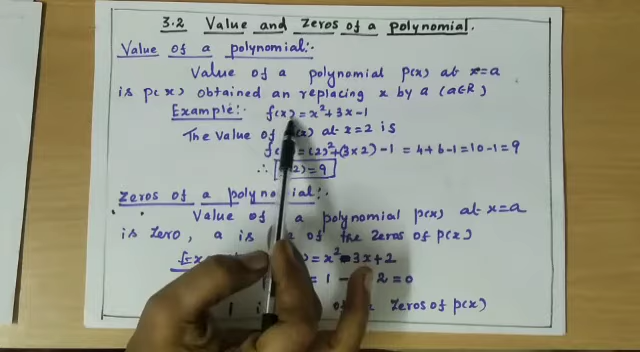 3.2 Value and Zeros of a polynomial.
Value of a polynomial:-
Value of a polynomial p(x) at x=a
is p(x) obtained an replacing x by a (a∈R)
Example:- f(x) = x²+3x-1
The value of (x) at x=2 is
f( ) = (2)²+(3×2)-1 = 4+6-1=10-1=9
∴ 2) = 9
Zeros of a polynomial:-
Value of a polynomial p(x) at x=a
is zero, a is of the zeros of p(x)
) = x²-3x+2
= 1 - 2 = 0
1 i of Zeros of p(x)